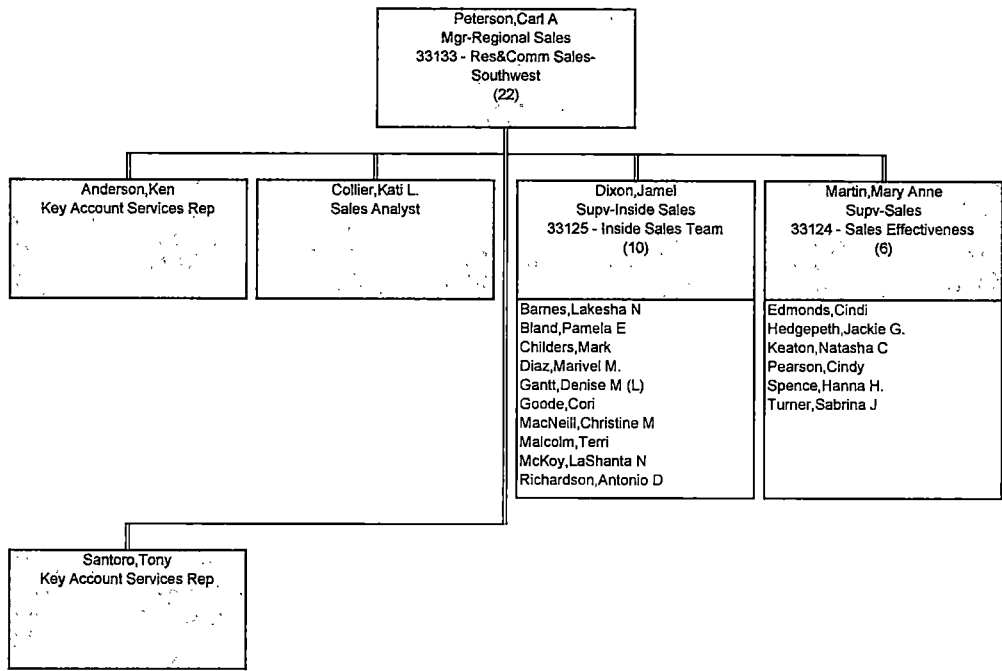 Peterson,Carl A
Mgr-Regional Sales
33133 - Res&Comm Sales-
Southwest
(22)
Anderson,Ken
Key Account Services Rep
Collier,Kati L.
Sales Analyst
Dixon,Jamel
Supv-Inside Sales
33125 - Inside Sales Team
(10)
Martin,Mary Anne
Supv-Sales
33124 - Sales Effectiveness
(6)
Barnes,Lakesha N
Bland,Pamela E
Childers,Mark
Diaz,Marivel M.
Gantt,Denise M (L)
Goode,Cori
MacNeill,Christine M
Malcolm,Terri
McKoy,LaShanta N
Richardson,Antonio D
Edmonds,Cindi
Hedgepeth,Jackie G.
Keaton,Natasha C
Pearson,Cindy
Spence,Hanna H.
Turner,Sabrina J
Santoro,Tony
Key Account Services Rep